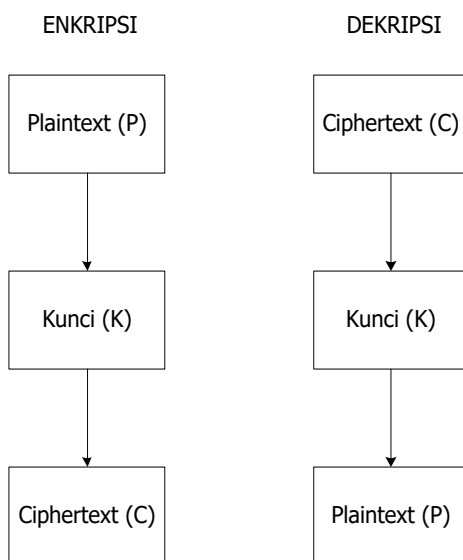 ENKRIPSI
Plaintext (P)
Kunci (K)
Ciphertext (C)
DEKRIPSI
Ciphertext (C)
Kunci (K)
Plaintext (P)